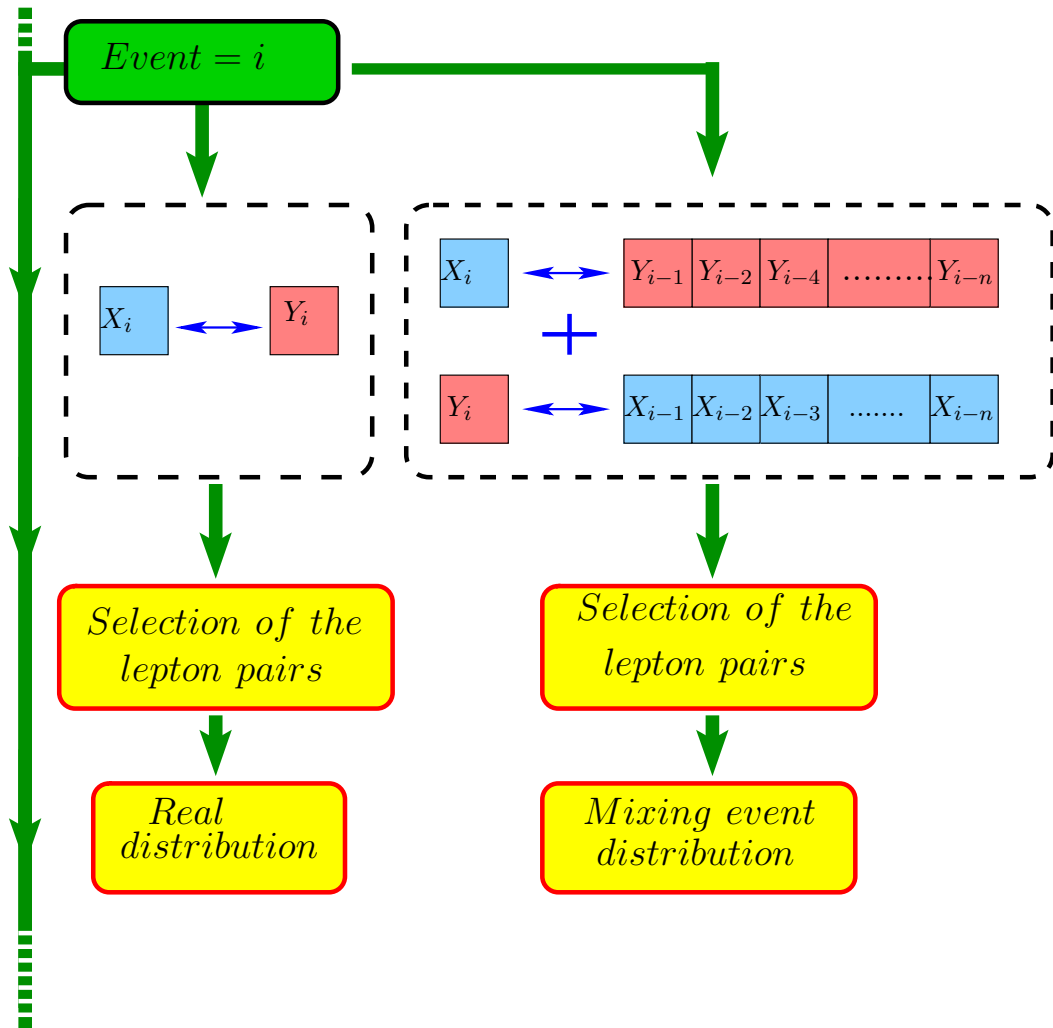 Event = i
X_i Y_i
X_i Y_{i−1} Y_{i−2} Y_{i−4} ......... Y_{i−n}
+
Y_i X_{i−1} X_{i−2} X_{i−3} ....... X_{i−n}
Selection of the
lepton pairs
Selection of the
lepton pairs
Real
distribution
Mixing event
distribution